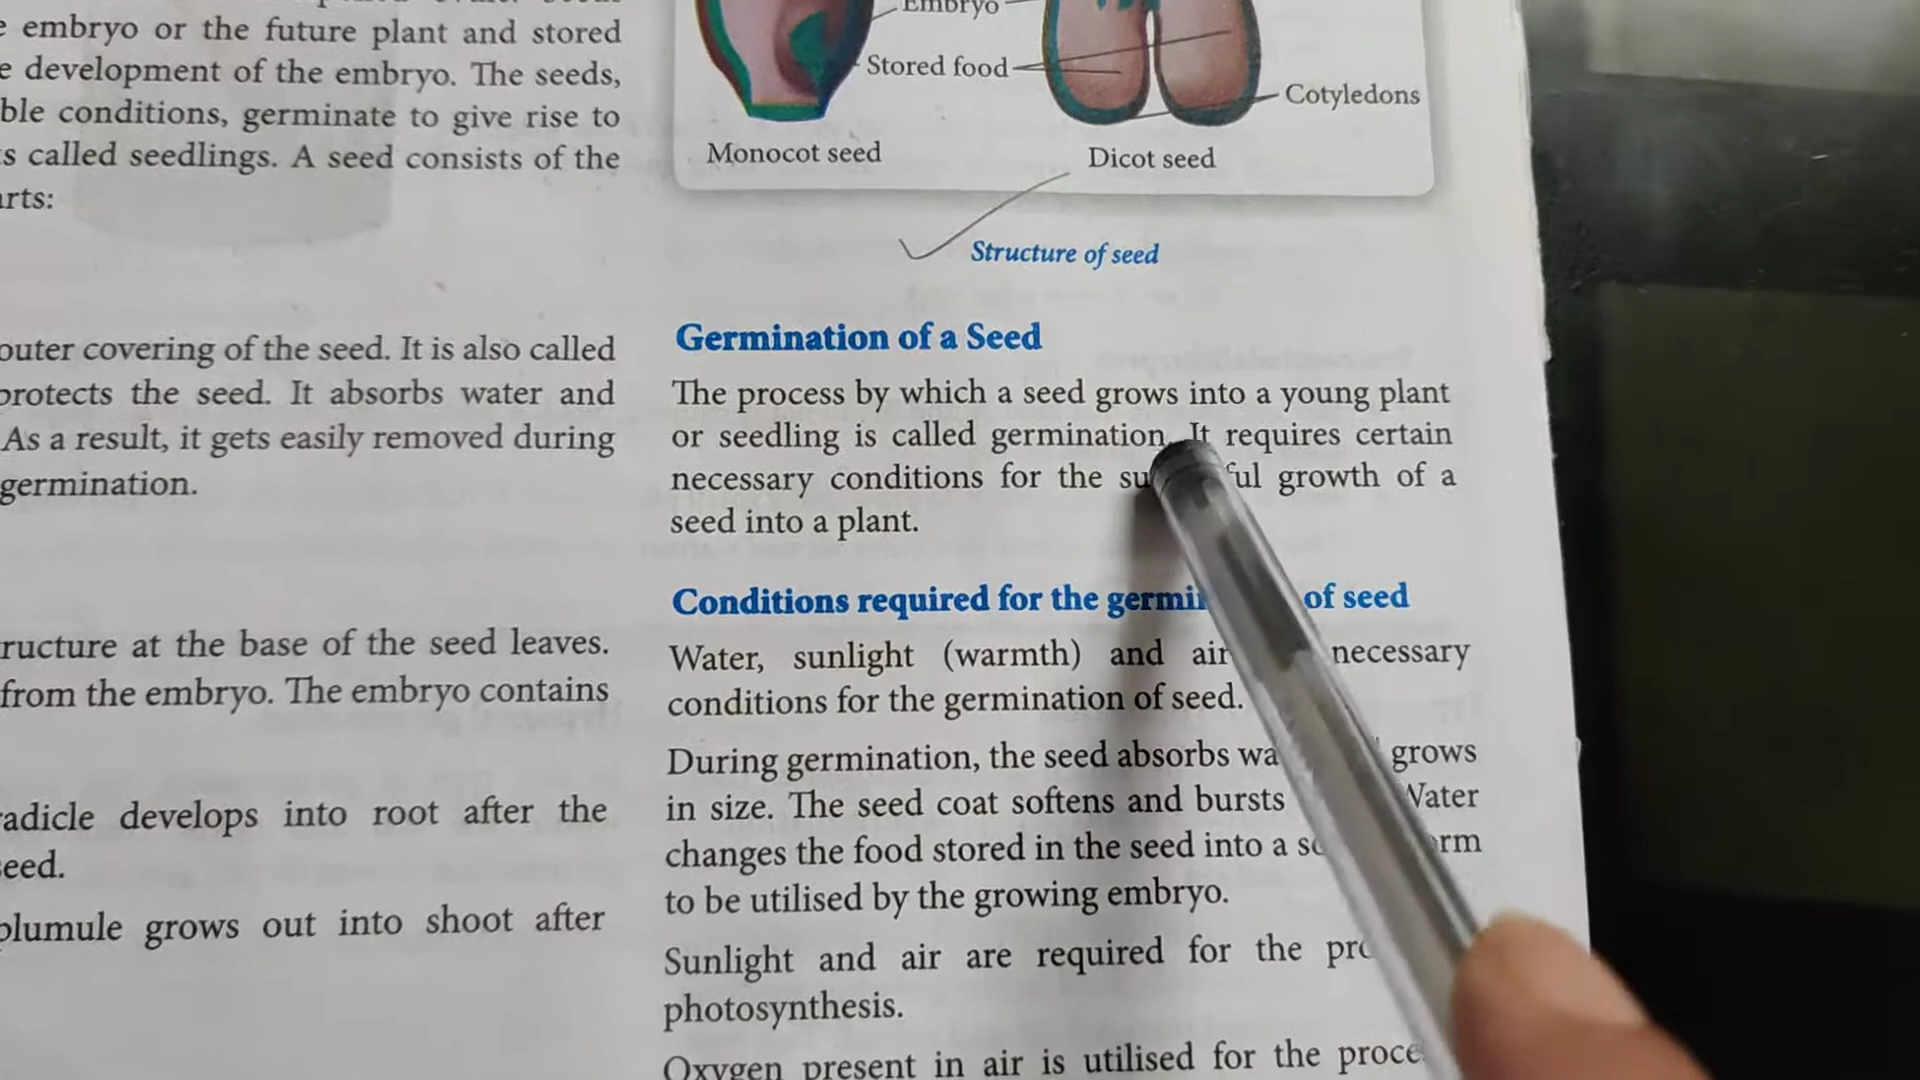 embryo or the future plant and stored
development of the embryo. The seeds,
ble conditions, germinate to give rise to
s called seedlings. A seed consists of the
arts:
outer covering of the seed. It is also called
protects the seed. It absorbs water and
As a result, it gets easily removed during
germination.
ructure at the base of the seed leaves.
from the embryo. The embryo contains
adicle develops into root after the
seed.
plumule grows out into shoot after
Embryo
Stored food
Cotyledons
Monocot seed
Dicot seed
Structure of seed
Germination of a Seed
The process by which a seed grows into a young plant
or seedling is called germination. It requires certain
necessary conditions for the su ful growth of a
seed into a plant.
Conditions required for the germi of seed
Water, sunlight (warmth) and air necessary
conditions for the germination of seed.
During germination, the seed absorbs wa grows
in size. The seed coat softens and bursts Water
changes the food stored in the seed into a so rm
to be utilised by the growing embryo.
Sunlight and air are required for the pro
photosynthesis.
Oxygen present in air is utilised for the proce